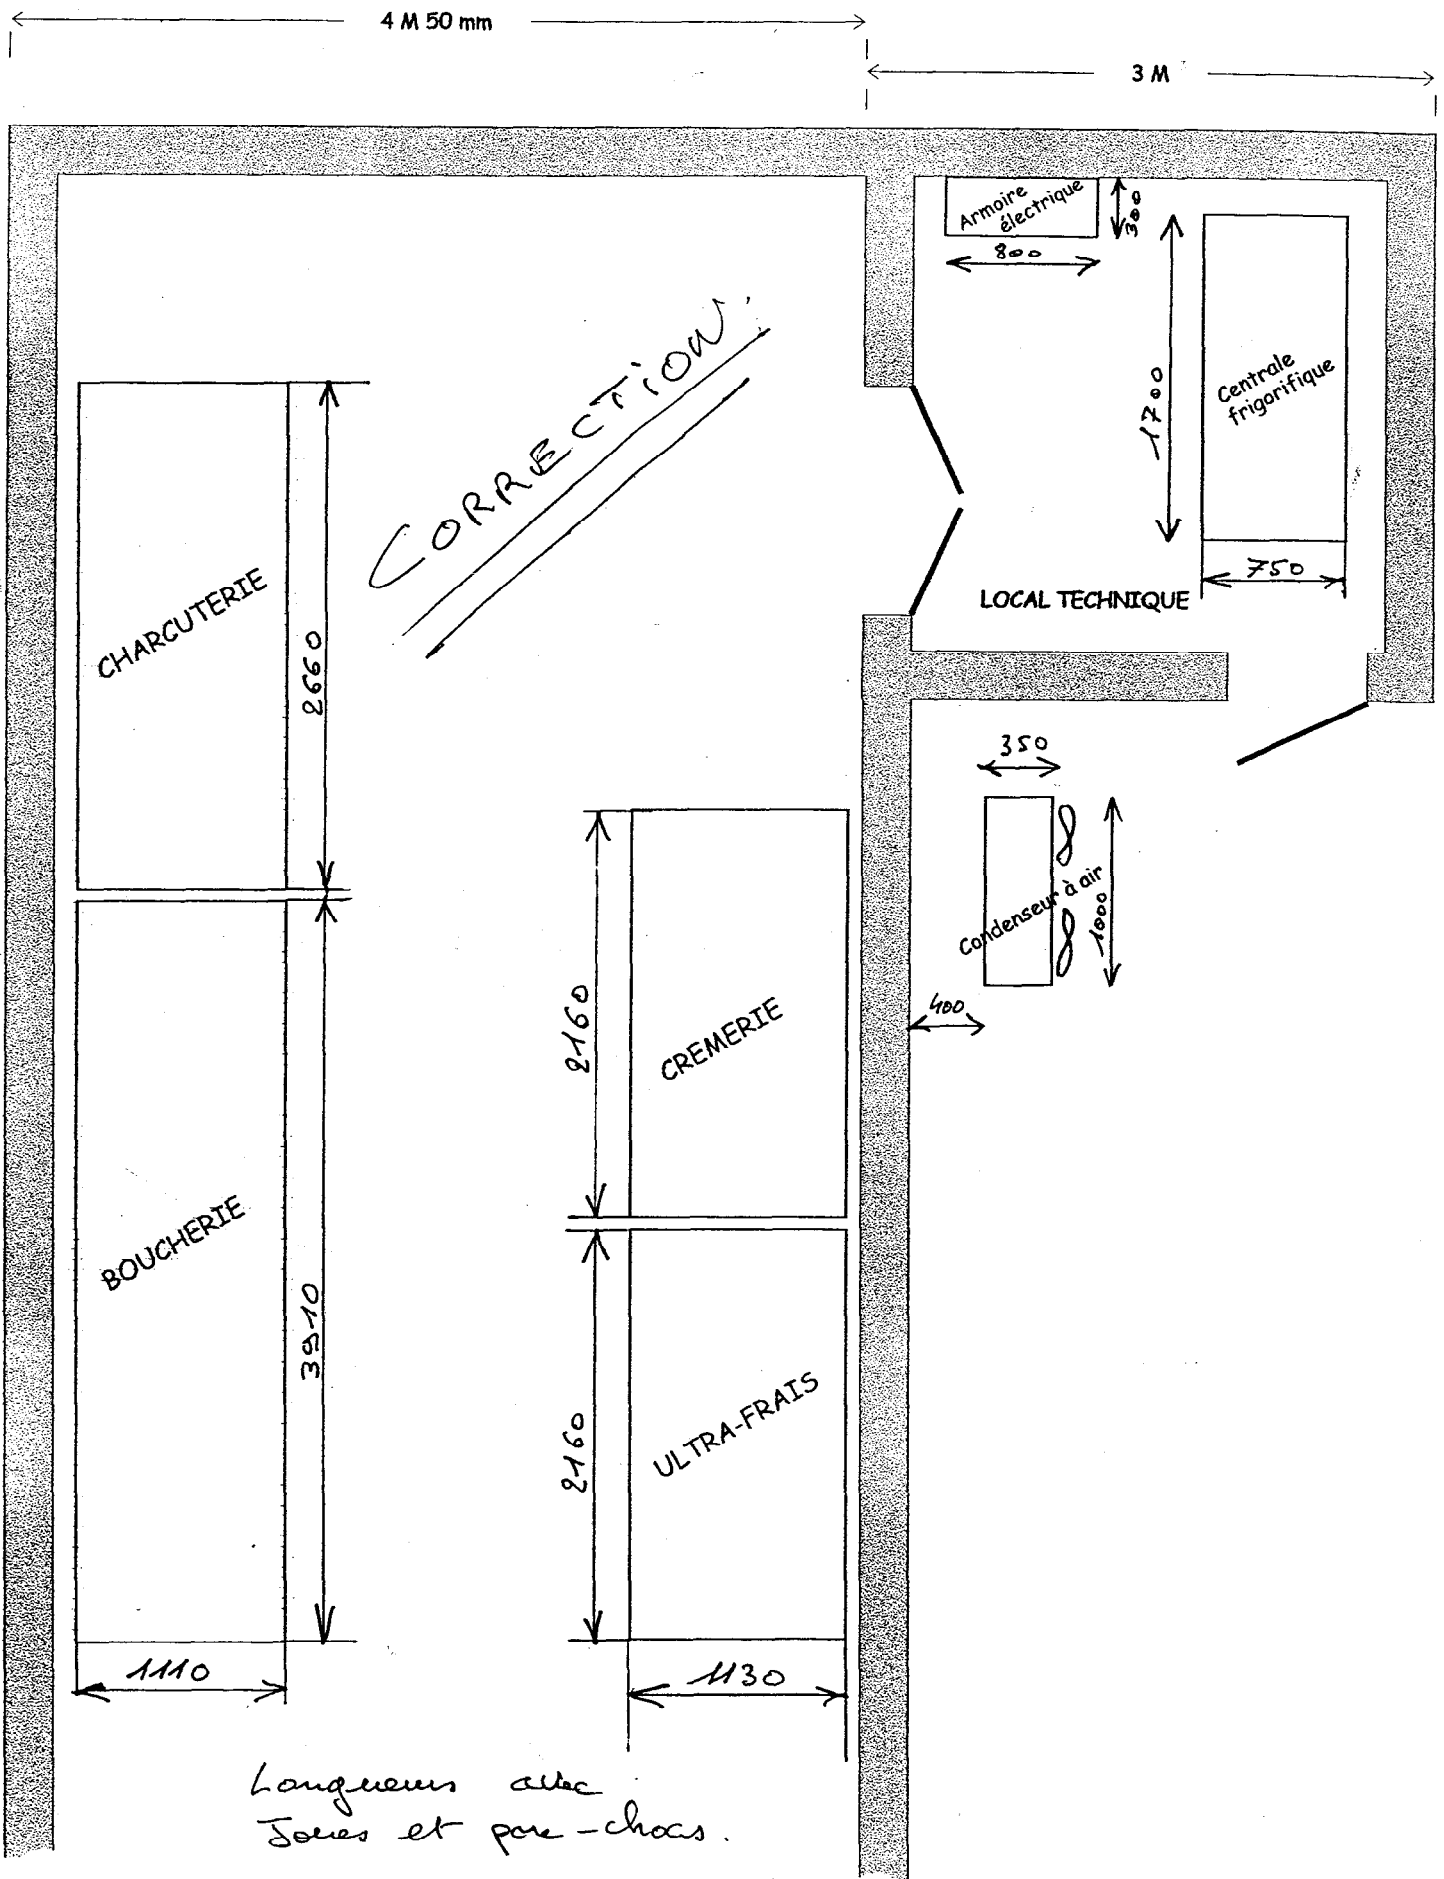 4 M 50 mm
3 M
Armoire
électrique
300
800
1700
Centrale
frigorifique
750
LOCAL TECHNIQUE
CORRECTION.
CHARCUTERIE
2660
350
Condenseur à air
1000
400
2160
CREMERIE
BOUCHERIE
3910
2160
ULTRA-FRAIS
1110
1130
Longueurs avec
Joues et pare-chocs.